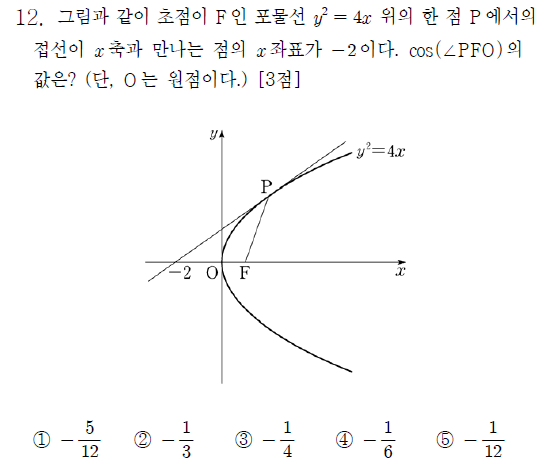 12. 그림과 같이 초점이 F인 포물선 y² = 4x 위의 한 점 P에서의
접선이 x축과 만나는 점의 x좌표가 −2이다. cos(∠PFO)의
값은? (단, O는 원점이다.) [3점]
y
y²=4x
P
−2 O F x
① −5/12 ② −1/3 ③ −1/4 ④ −1/6 ⑤ −1/12